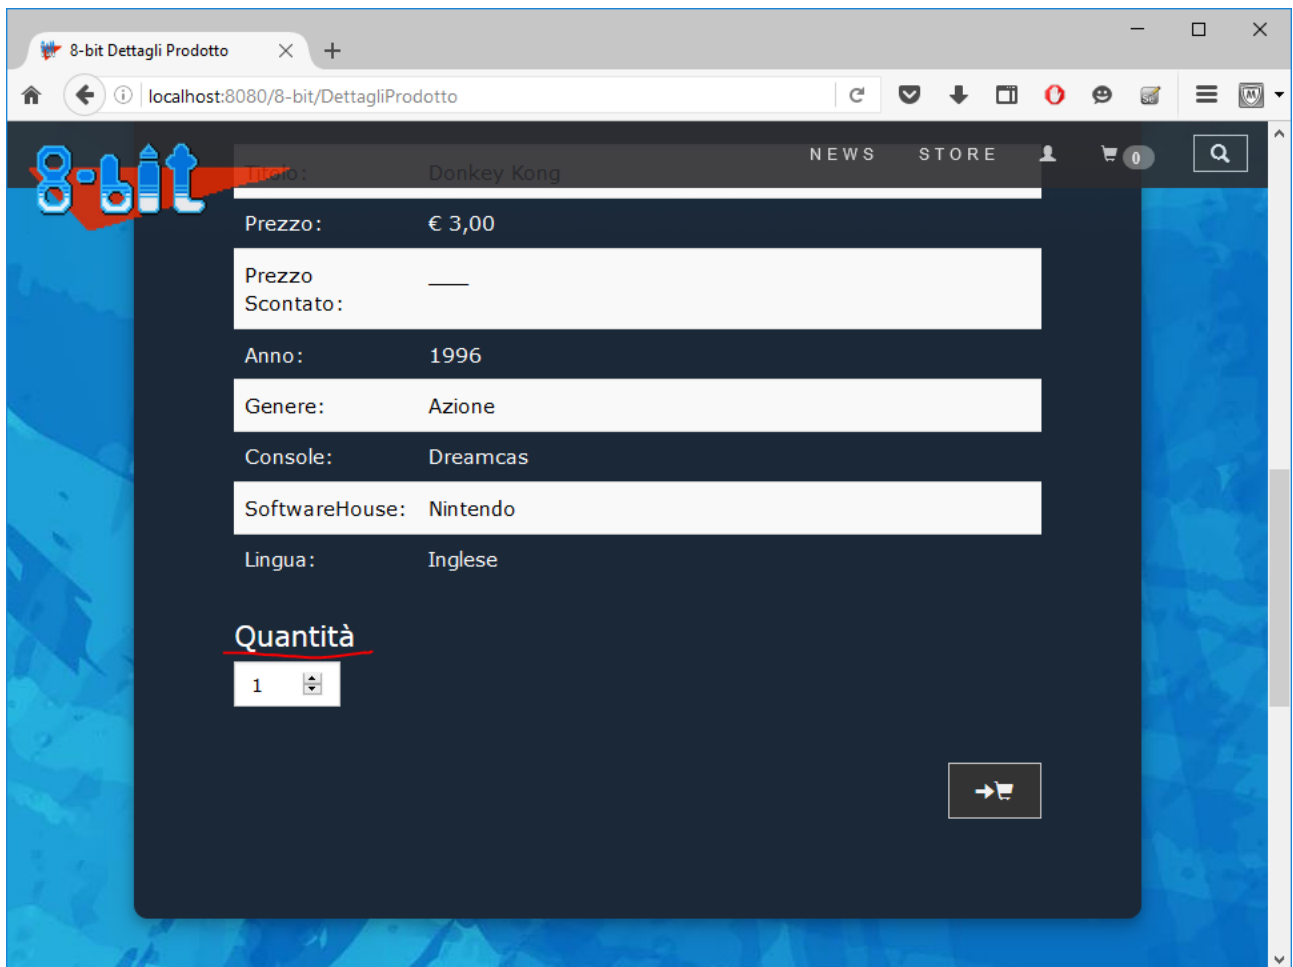 8-bit Dettagli Prodotto
localhost:8080/8-bit/DettagliProdotto
8-bit
NEWS STORE 0
Titolo: Donkey Kong
Prezzo: € 3,00
Prezzo
Scontato:
Anno: 1996
Genere: Azione
Console: Dreamcas
SoftwareHouse: Nintendo
Lingua: Inglese
Quantità
1